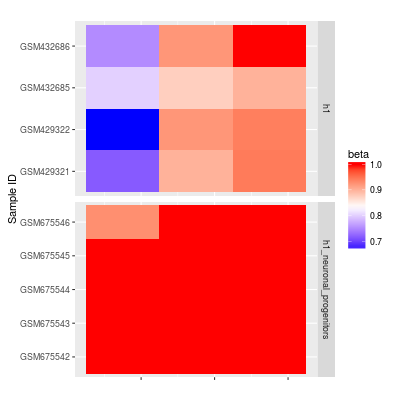 Sample ID
GSM432686
GSM432685
GSM429322
GSM429321
h1
GSM675546
GSM675545
GSM675544
GSM675543
GSM675542
h1_neuronal_progenitors
beta
1.0
0.9
0.8
0.7